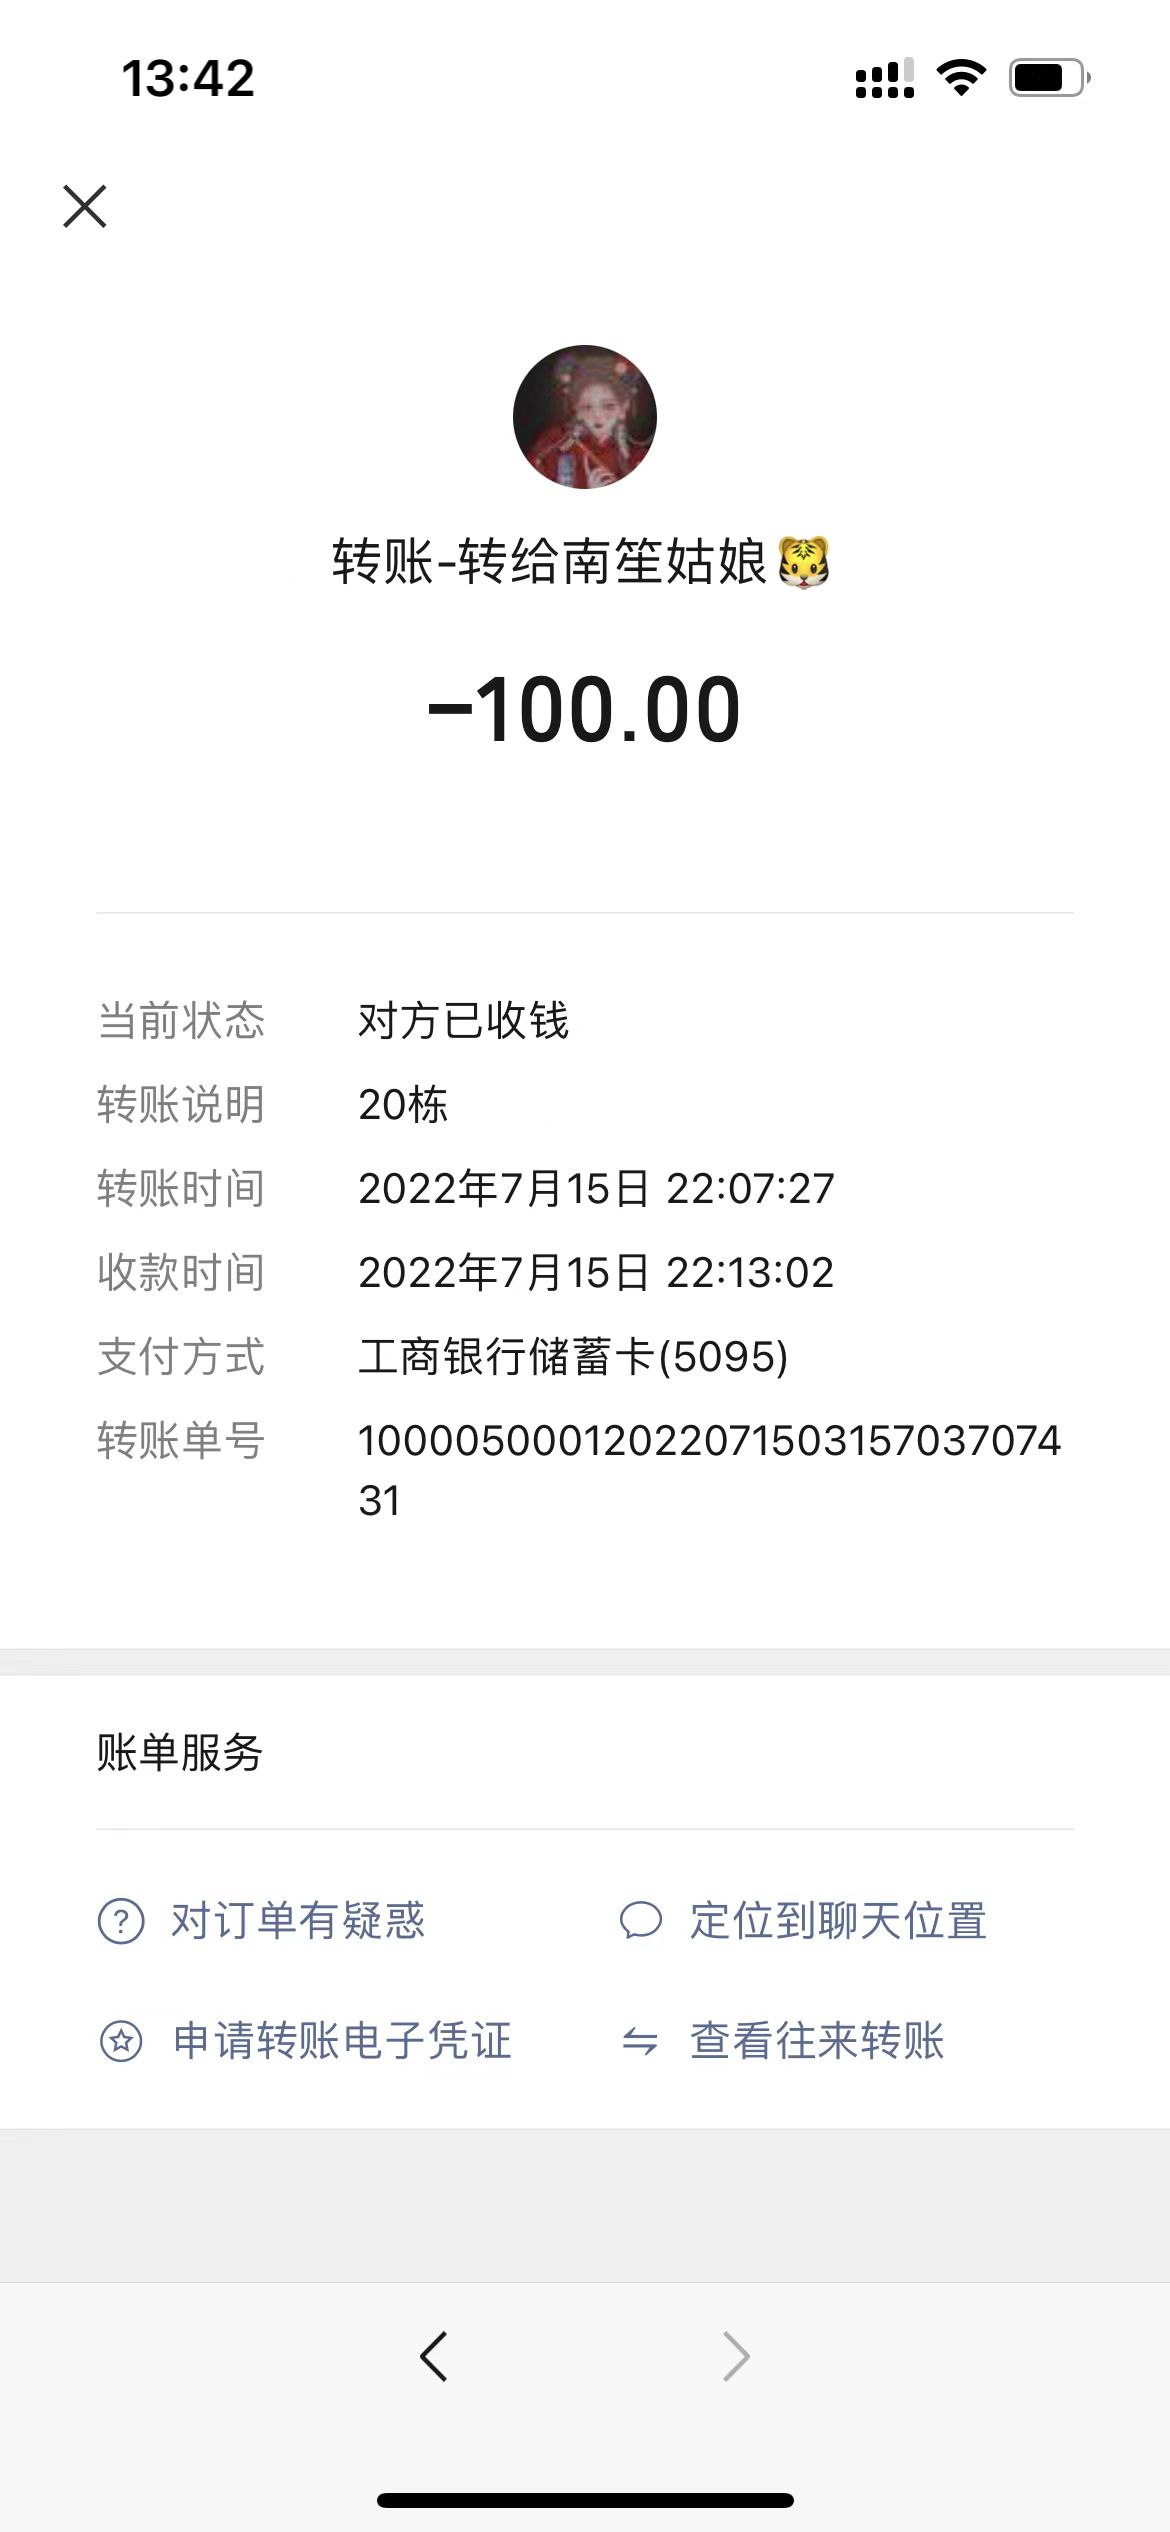 13:42
转账-转给南笙姑娘🐯
-100.00
当前状态 对方已收钱
转账说明 20栋
转账时间 2022年7月15日 22:07:27
收款时间 2022年7月15日 22:13:02
支付方式 工商银行储蓄卡(5095)
转账单号 10000500012022071503157037074
31
账单服务
对订单有疑惑 定位到聊天位置
申请转账电子凭证 查看往来转账